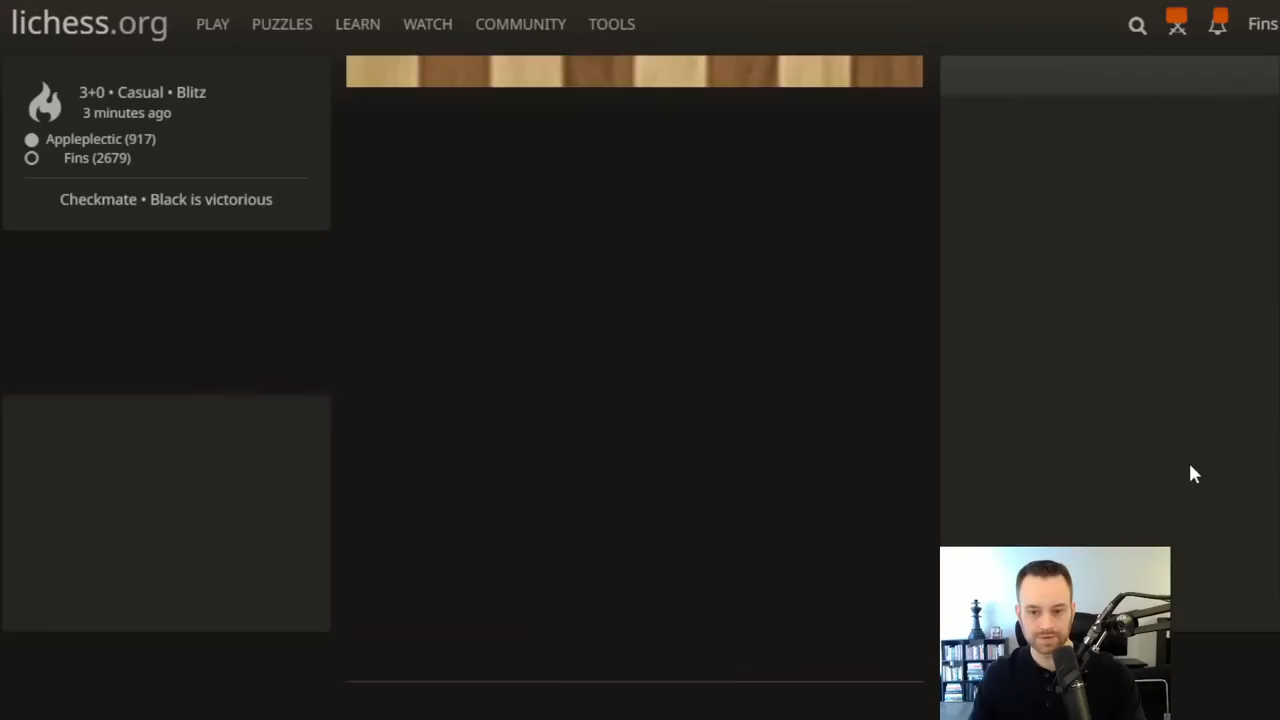 lichess.org PLAY PUZZLES LEARN WATCH COMMUNITY TOOLS Fins
3+0 • Casual • Blitz
3 minutes ago
Appleplectic (917)
Fins (2679)
Checkmate • Black is victorious